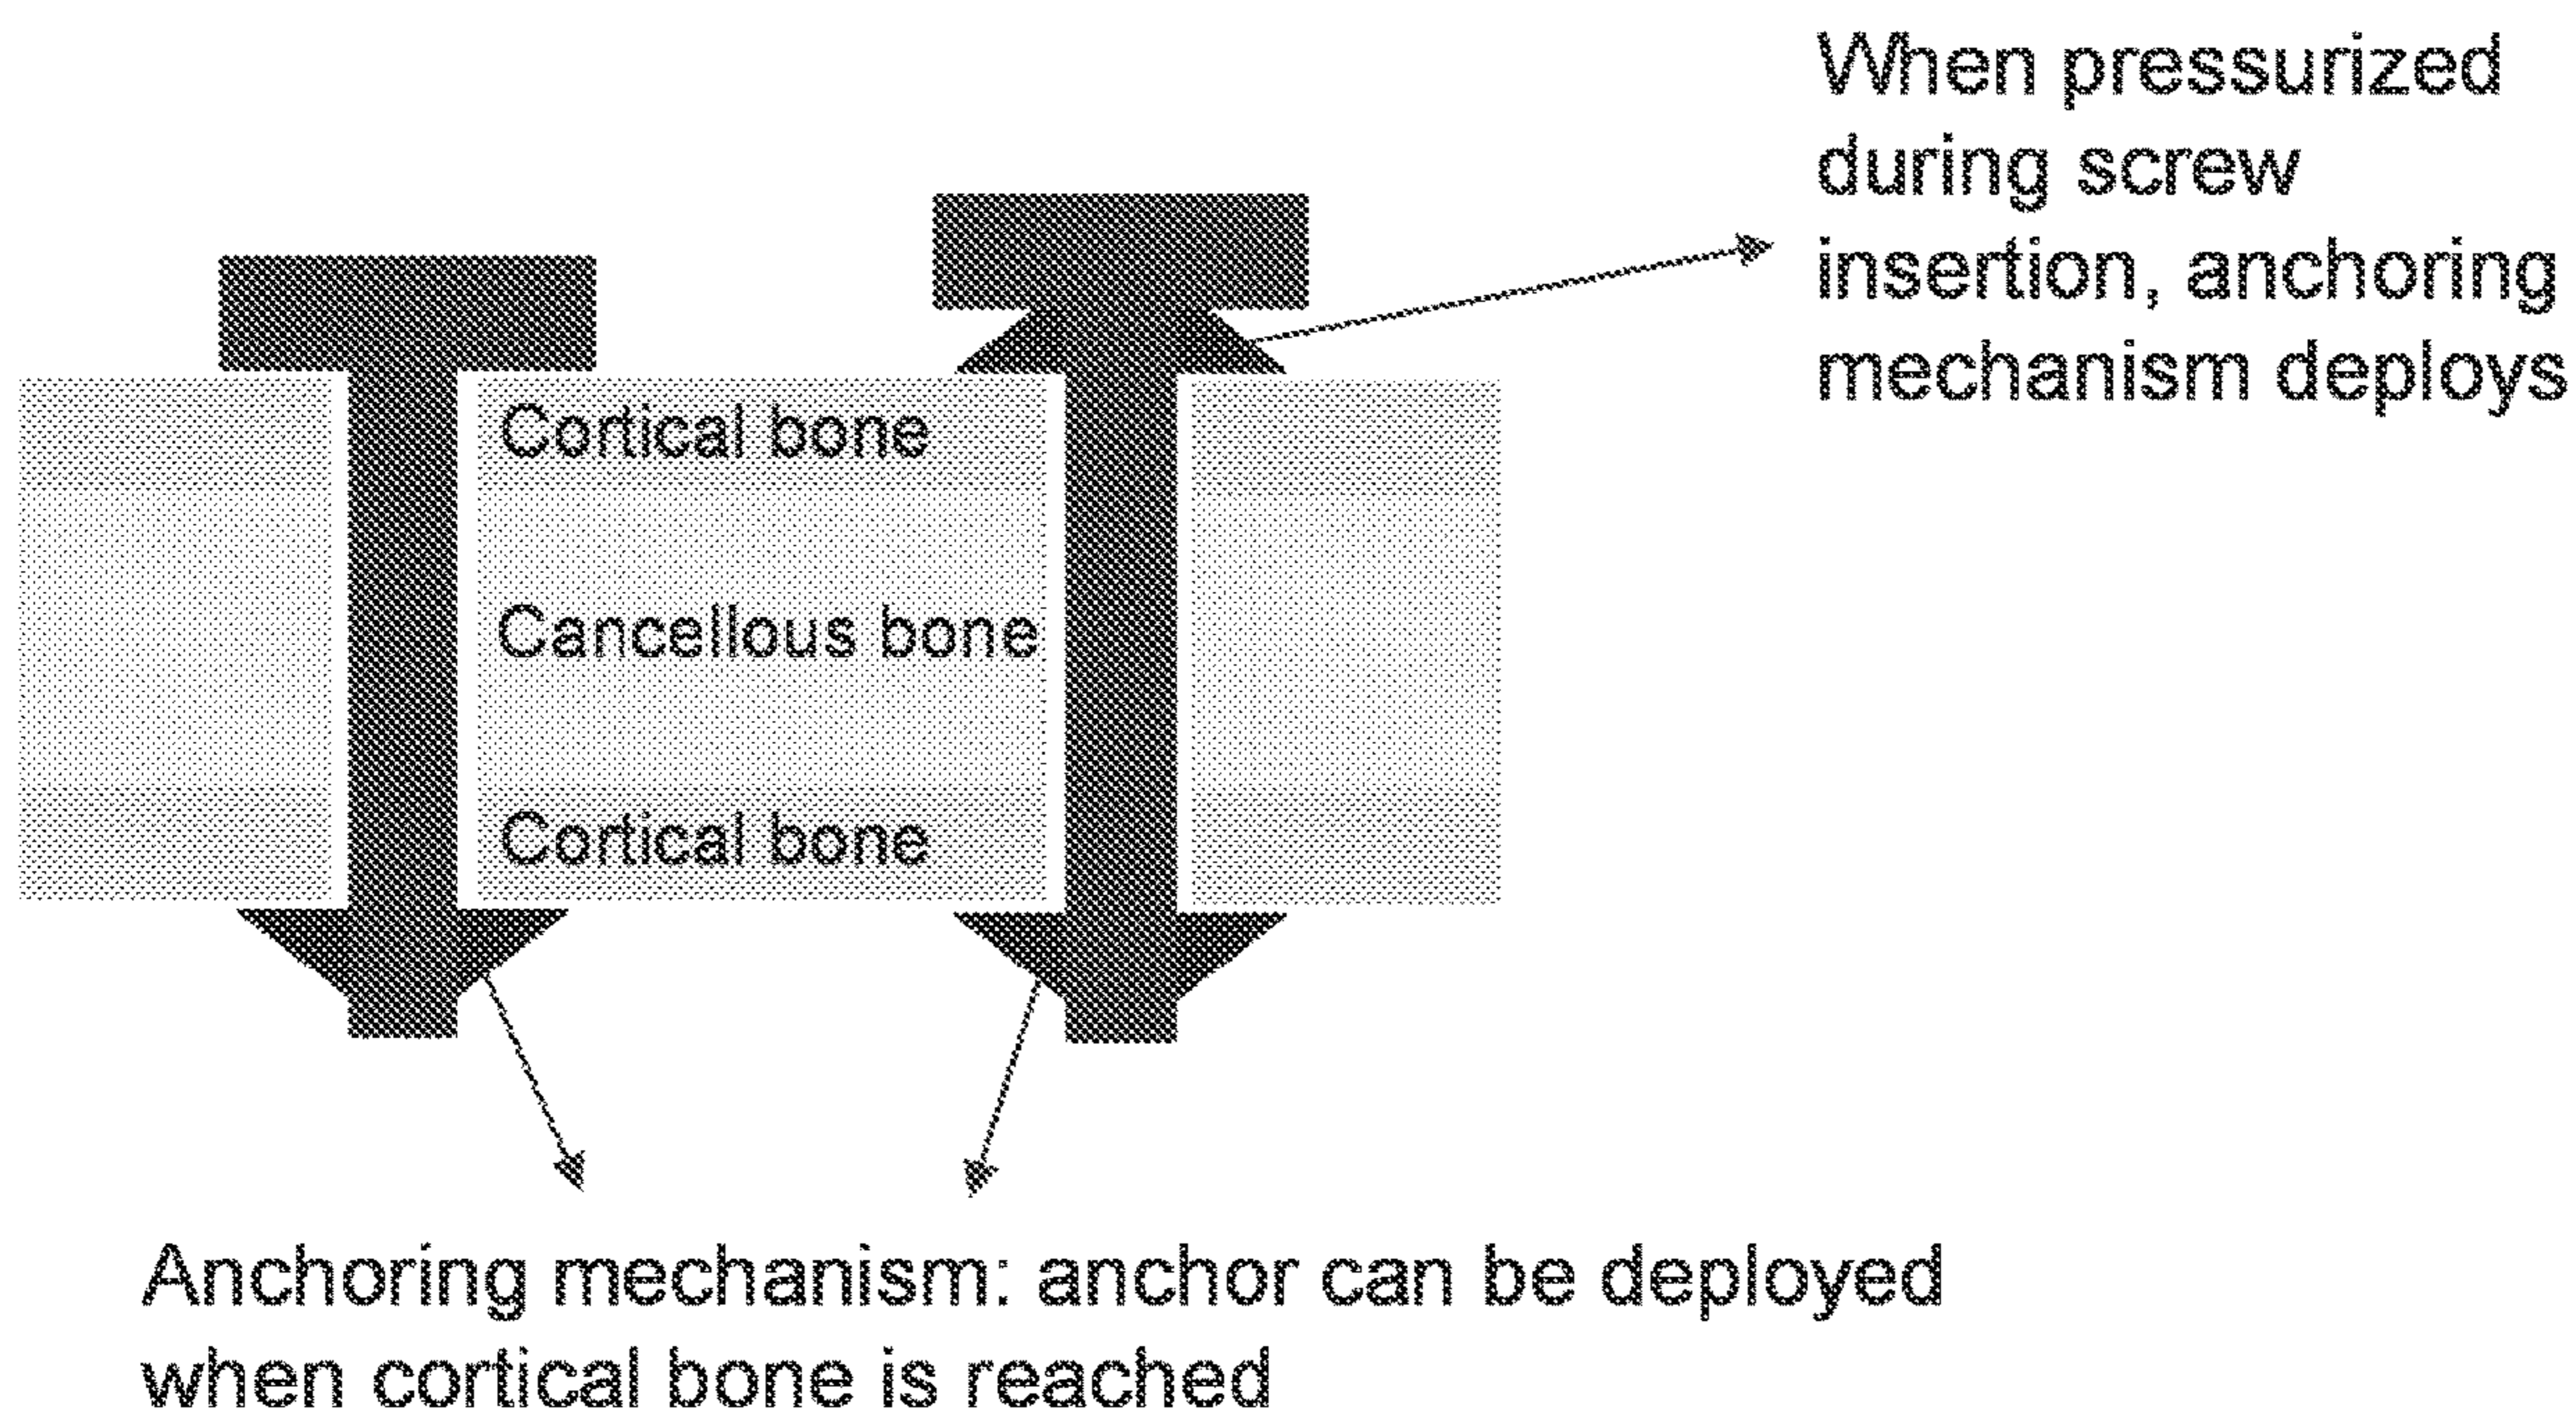 When pressurized
during screw
insertion, anchoring
mechanism deploys
Cortical bone
Cancellous bone
Cortical bone
Anchoring mechanism: anchor can be deployed
when cortical bone is reached